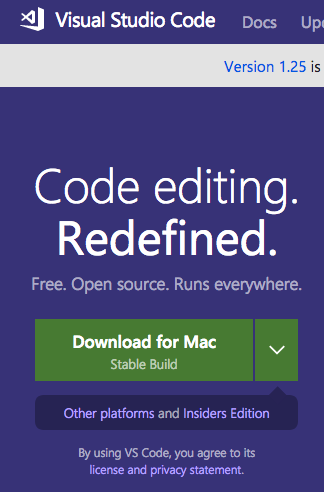 Visual Studio Code Docs Up
Version 1.25 is
Code editing.
Redefined.
Free. Open source. Runs everywhere.
Download for Mac
Stable Build
Other platforms and Insiders Edition
By using VS Code, you agree to its
license and privacy statement.